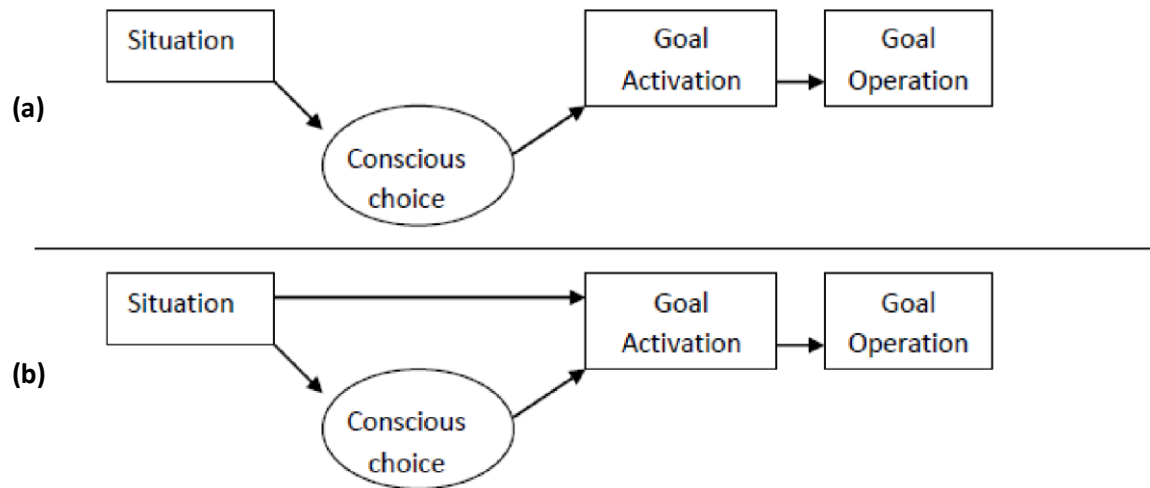 Situation
Goal
Activation
Goal
Operation
(a)
Conscious
choice
Situation
Goal
Activation
Goal
Operation
(b)
Conscious
choice